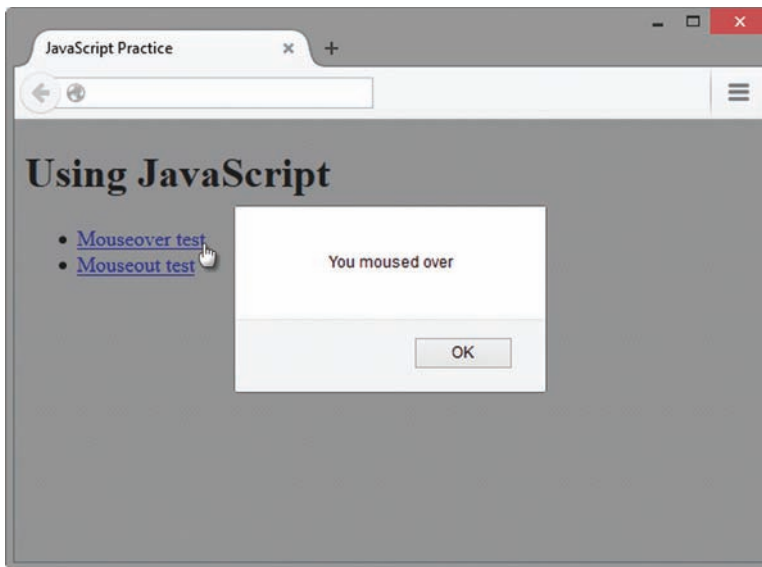 JavaScript Practice
Using JavaScript
• Mouseover test
• Mouseout test
You moused over
OK